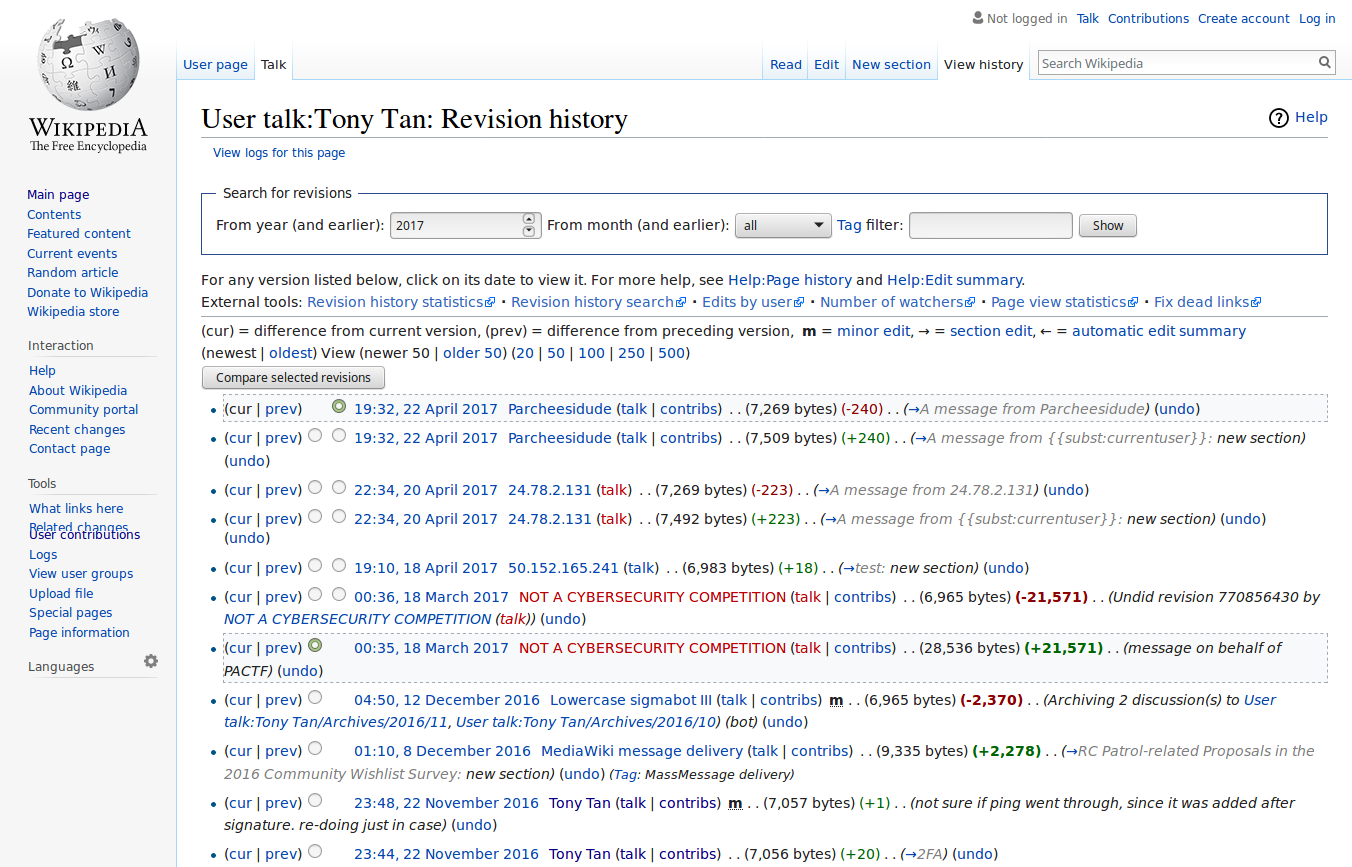 Not logged in Talk Contributions Create account Log in
User page Talk Read Edit New section View history Search Wikipedia
WIKIPEDIA
The Free Encyclopedia
User talk:Tony Tan: Revision history
Help
View logs for this page
Main page
Contents
Featured content
Current events
Random article
Donate to Wikipedia
Wikipedia store
Interaction
Help
About Wikipedia
Community portal
Recent changes
Contact page
Tools
What links here
Related changes
User contributions
Logs
View user groups
Upload file
Special pages
Page information
Languages
Search for revisions
From year (and earlier): 2017 From month (and earlier): all Tag filter: Show
For any version listed below, click on its date to view it. For more help, see Help:Page history and Help:Edit summary.
External tools: Revision history statistics · Revision history search · Edits by user · Number of watchers · Page view statistics · Fix dead links
(cur) = difference from current version, (prev) = difference from preceding version, m = minor edit, → = section edit, ← = automatic edit summary
(newest | oldest) View (newer 50 | older 50) (20 | 50 | 100 | 250 | 500)
Compare selected revisions
(cur | prev) 19:32, 22 April 2017 Parcheesidude (talk | contribs) . . (7,269 bytes) (-240) . . (→A message from Parcheesidude) (undo)
(cur | prev) 19:32, 22 April 2017 Parcheesidude (talk | contribs) . . (7,509 bytes) (+240) . . (→A message from {{subst:currentuser}}: new section)
(undo)
(cur | prev) 22:34, 20 April 2017 24.78.2.131 (talk) . . (7,269 bytes) (-223) . . (→A message from 24.78.2.131) (undo)
(cur | prev) 22:34, 20 April 2017 24.78.2.131 (talk) . . (7,492 bytes) (+223) . . (→A message from {{subst:currentuser}}: new section) (undo)
(undo)
(cur | prev) 19:10, 18 April 2017 50.152.165.241 (talk) . . (6,983 bytes) (+18) . . (→test: new section) (undo)
(cur | prev) 00:36, 18 March 2017 NOT A CYBERSECURITY COMPETITION (talk | contribs) . . (6,965 bytes) (-21,571) . . (Undid revision 770856430 by
NOT A CYBERSECURITY COMPETITION (talk)) (undo)
(cur | prev) 00:35, 18 March 2017 NOT A CYBERSECURITY COMPETITION (talk | contribs) . . (28,536 bytes) (+21,571) . . (message on behalf of
PACTF) (undo)
(cur | prev) 04:50, 12 December 2016 Lowercase sigmabot III (talk | contribs) m . . (6,965 bytes) (-2,370) . . (Archiving 2 discussion(s) to User
talk:Tony Tan/Archives/2016/11, User talk:Tony Tan/Archives/2016/10) (bot) (undo)
(cur | prev) 01:10, 8 December 2016 MediaWiki message delivery (talk | contribs) . . (9,335 bytes) (+2,278) . . (→RC Patrol-related Proposals in the
2016 Community Wishlist Survey: new section) (undo) (Tag: MassMessage delivery)
(cur | prev) 23:48, 22 November 2016 Tony Tan (talk | contribs) m . . (7,057 bytes) (+1) . . (not sure if ping went through, since it was added after
signature. re-doing just in case) (undo)
(cur | prev) 23:44, 22 November 2016 Tony Tan (talk | contribs) . . (7,056 bytes) (+20) . . (→2FA) (undo)